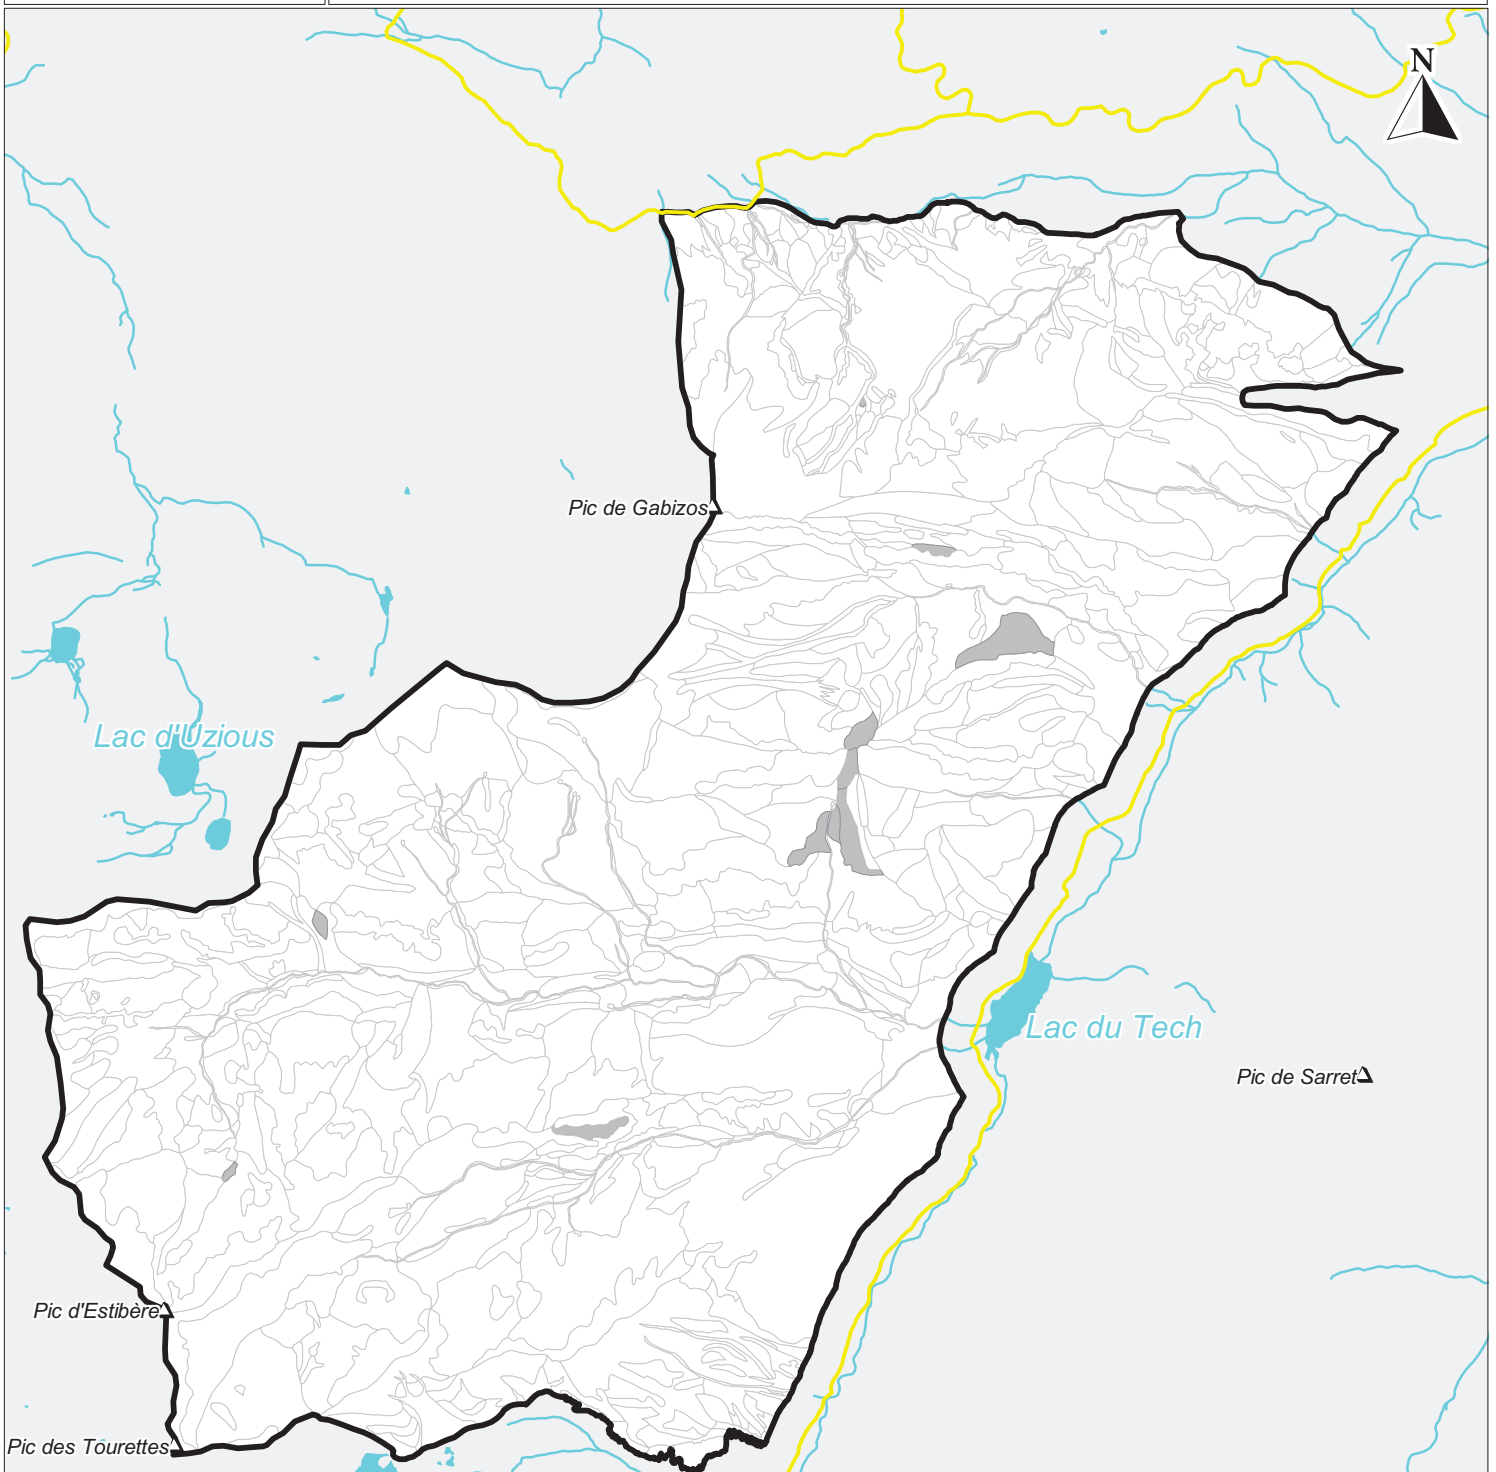 N
Pic de Gabizos
Lac d'Uzious
Lac du Tech
Pic de Sarret
Pic d'Estibère
Pic des Tourettes